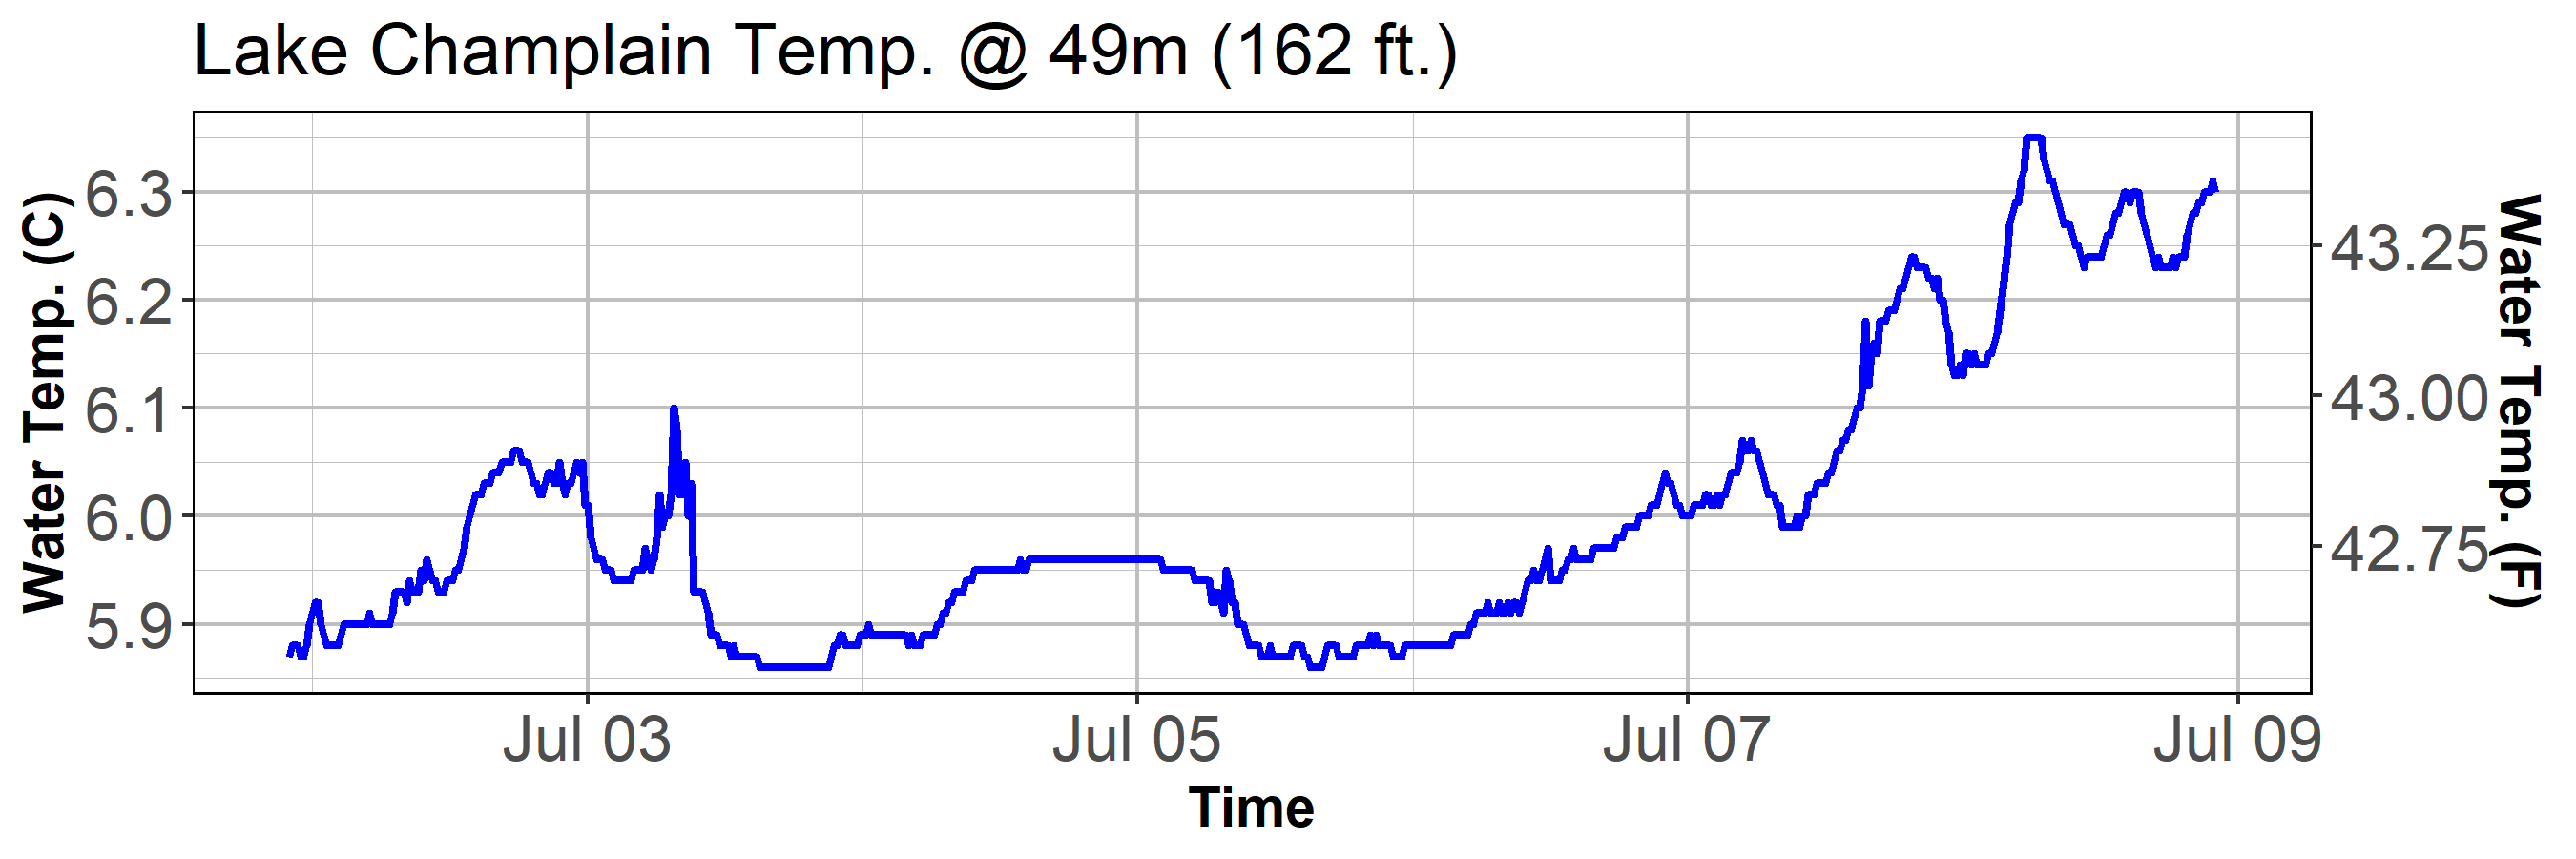 Lake Champlain Temp. @ 49m (162 ft.)
Water Temp. (C)
6.3
6.2
6.1
6.0
5.9
43.25
43.00
42.75
Water Temp. (F)
Jul 03 Jul 05 Jul 07 Jul 09
Time